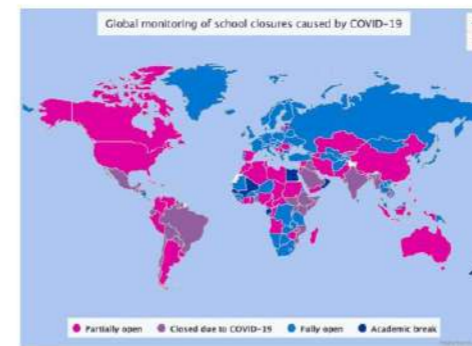 Global monitoring of school closures caused by COVID-19
Partially open
Closed due to COVID-19
Fully open
Academic break